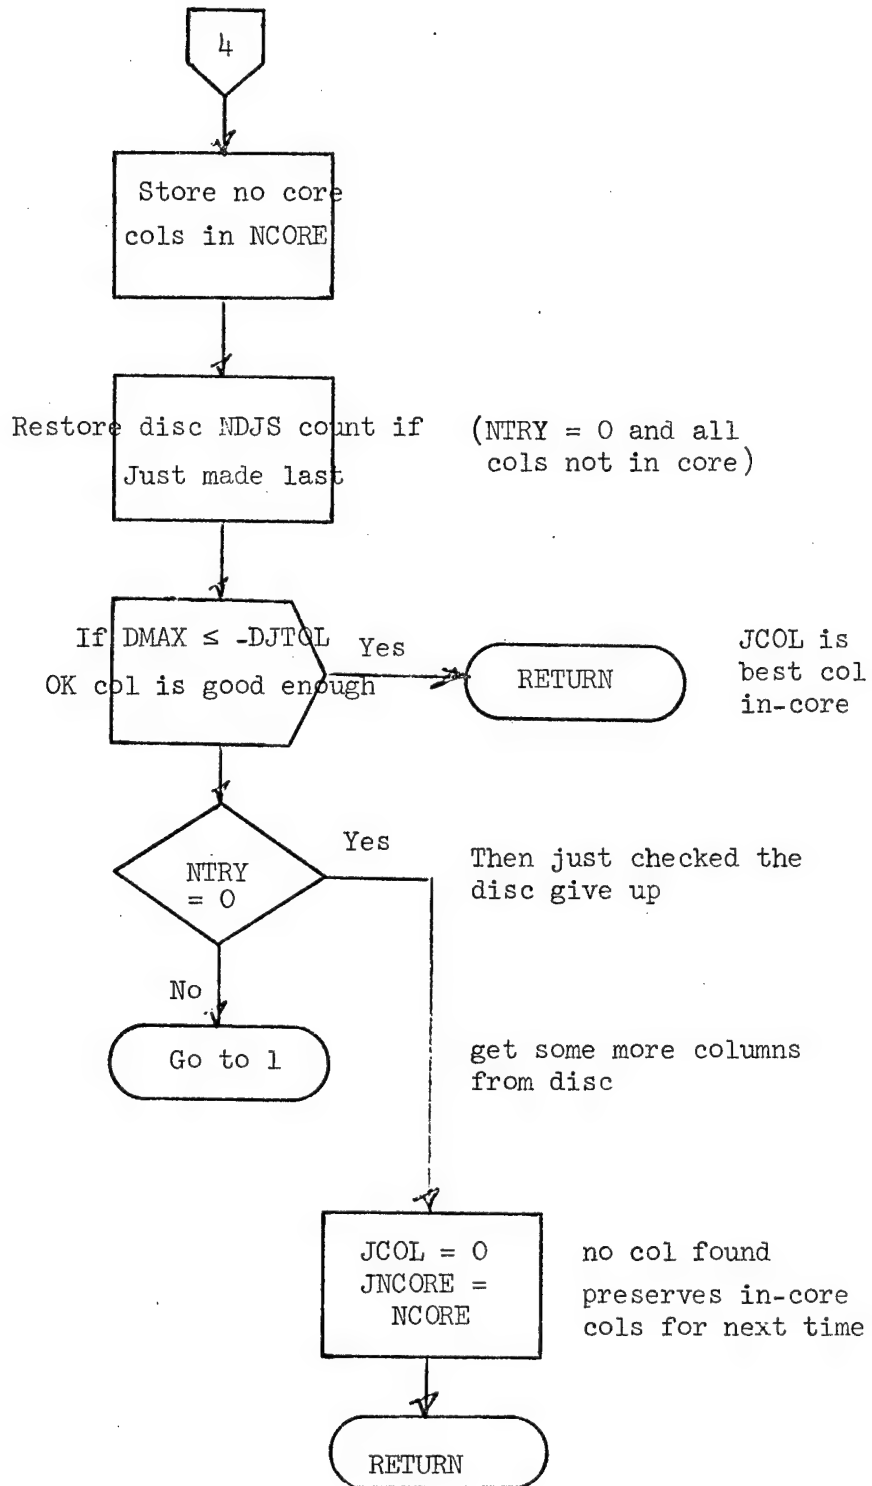 4
Store no core
cols in NCORE
Restore disc NDJS count if
Just made last
(NTRY = 0 and all
cols not in core)
If DMAX ≤ -DJTOL
OK col is good enough
Yes
RETURN
JCOL is
best col
in-core
NTRY
= 0
Yes
Then just checked the
disc give up
No
Go to 1
get some more columns
from disc
JCOL = 0
JNCORE =
NCORE
no col found
preserves in-core
cols for next time
RETURN